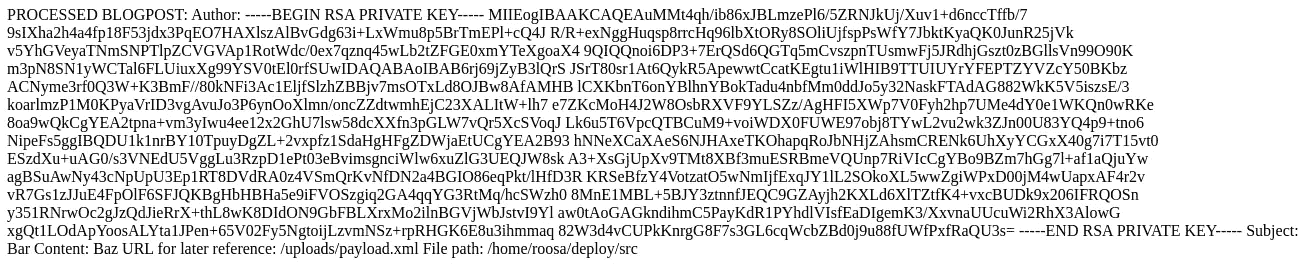 PROCESSED BLOGPOST: Author: -----BEGIN RSA PRIVATE KEY----- MIIEogIBAAKCAQEAuMMt4qh/ib86xJBLmzePl6/5ZRNJkUj/Xuv1+d6nccTffb/7
9sIXha2h4a4fp18F53jdx3PqEO7HAXlszAlBvGdg63i+LxWmu8p5BrTmEPl+cQ4J R/R+exNggHuqsp8rrcHq96lbXtORy8SOliUjfspPsWfY7JbktKyaQK0JunR25jVk
v5YhGVeyaTNmSNPTlpZCVGVAp1RotWdc/0ex7qznq45wLb2tZFGE0xmYTeXgoaX4 9QIQQnoi6DP3+7ErQSd6QGTq5mCvszpnTUsmwFj5JRdhjGszt0zBGllsVn99O90K
m3pN8SN1yWCTal6FLUiuxXg99YSV0tEl0rfSUwIDAQABAoIBAB6rj69jZyB3lQrS JSrT80sr1At6QykR5ApewwtCcatKEgtu1iWlHIB9TTUIUYrYFEPTZYVZcY50BKbz
ACNyme3rf0Q3W+K3BmF//80kNFi3Ac1EljfSlzhZBBjv7msOTxLd8OJBw8AfAMHB lCXKbnT6onYBlhnYBokTadu4nbfMm0ddJo5y32NaskFTAdAG882WkK5V5iszsE/3
koarlmzP1M0KPyaVrID3vgAvuJo3P6ynOoXlmn/oncZZdtwmhEjC23XALItW+lh7 e7ZKcMoH4J2W8OsbRXVF9YLSZz/AgHFI5XWp7V0Fyh2hp7UMe4dY0e1WKQn0wRKe
8oa9wQkCgYEA2tpna+vm3yIwu4ee12x2GhU7lsw58dcXXfn3pGLW7vQr5XcSVoqJ Lk6u5T6VpcQTBCuM9+voiWDX0FUWE97obj8TYwL2vu2wk3ZJn00U83YQ4p9+tno6
NipeFs5ggIBQDU1k1nrBY10TpuyDgZL+2vxpfz1SdaHgHFgZDWjaEtUCgYEA2B93 hNNeXCaXAeS6NJHAxeTKOhapqRoJbNHjZAhsmCRENk6UhXyYCGxX40g7i7T15vt0
ESzdXu+uAG0/s3VNEdU5VggLu3RzpD1ePt03eBvimsgnciWlw6xuZlG3UEQJW8sk A3+XsGjUpXv9TMt8XBf3muESRBmeVQUnp7RiVIcCgYBo9BZm7hGg7l+af1aQjuYw
agBSuAwNy43cNpUpU3Ep1RT8DVdRA0z4VSmQrKvNfDN2a4BGIO86eqPkt/lHfD3R KRSeBfzY4VotzatO5wNmIjfExqJY1lL2SOkoXL5wwZgiWPxD00jM4wUapxAF4r2v
vR7Gs1zJJuE4FpOlF6SFJQKBgHbHBHa5e9iFVOSzgiq2GA4qqYG3RtMq/hcSWzh0 8MnE1MBL+5BJY3ztnnfJEQC9GZAyjh2KXLd6XlTZtfK4+vxcBUDk9x206IFRQOSn
y351RNrwOc2gJzQdJieRrX+thL8wK8DIdON9GbFBLXrxMo2ilnBGVjWbJstvI9Yl aw0tAoGAGkndihmC5PayKdR1PYhdlVIsfEaDIgemK3/XxvnaUUcuWi2RhX3AlowG
xgQt1LOdApYoosALYta1JPen+65V02Fy5NgtoijLzvmNSz+rpRHGK6E8u3ihmmaq 82W3d4vCUPkKnrgG8F7s3GL6cqWcbZBd0j9u88fUWfPxfRaQU3s= -----END RSA PRIVATE KEY----- Subject:
Bar Content: Baz URL for later reference: /uploads/payload.xml File path: /home/roosa/deploy/src